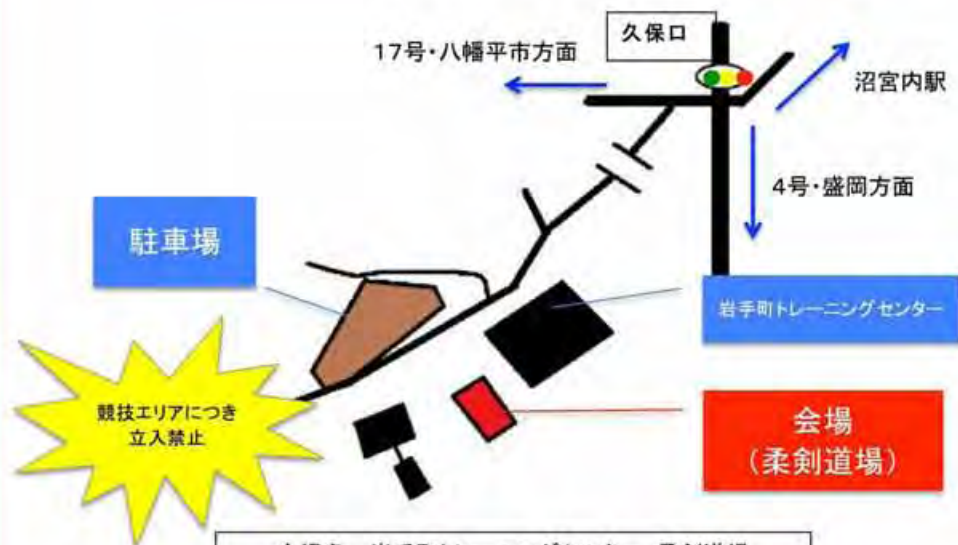 久保口
17号・八幡平市方面
沼宮内駅
4号・盛岡方面
駐車場
岩手町トレーニングセンター
競技エリアにつき
立入禁止
会場
（柔剣道場）